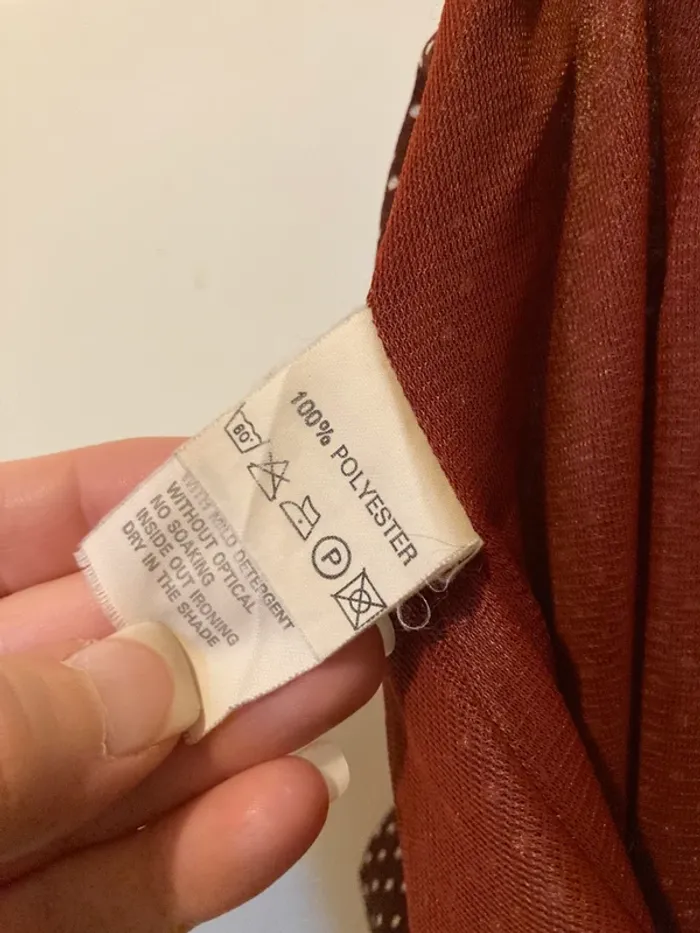 100% POLYESTER
60°
P
WITH MILD DETERGENT
WITHOUT OPTICAL
NO SOAKING
INSIDE OUT IRONING
DRY IN THE SHADE